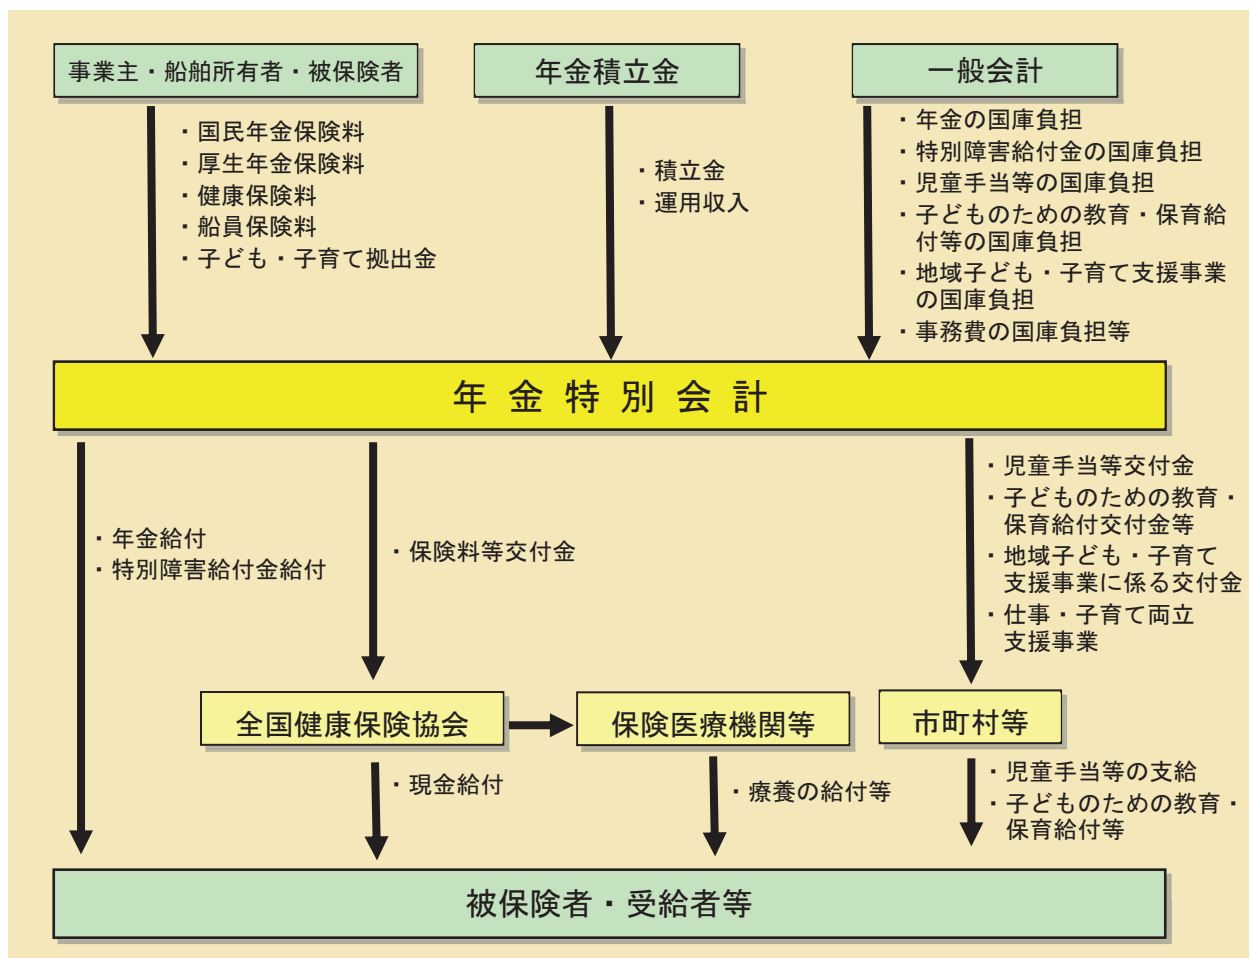 事業主・船舶所有者・被保険者
年金積立金
一般会計
・国民年金保険料
・厚生年金保険料
・健康保険料
・船員保険料
・子ども・子育て拠出金
・積立金
・運用収入
・年金の国庫負担
・特別障害給付金の国庫負担
・児童手当等の国庫負担
・子どものための教育・保育給
付等の国庫負担
・地域子ども・子育て支援事業
の国庫負担
・事務費の国庫負担等
年金特別会計
・年金給付
・特別障害給付金給付
・保険料等交付金
・児童手当等交付金
・子どものための教育・
保育給付交付金等
・地域子ども・子育て
支援事業に係る交付金
・仕事・子育て両立
支援事業
全国健康保険協会
保険医療機関等
市町村等
・現金給付
・療養の給付等
・児童手当等の支給
・子どものための教育・
保育給付等
被保険者・受給者等